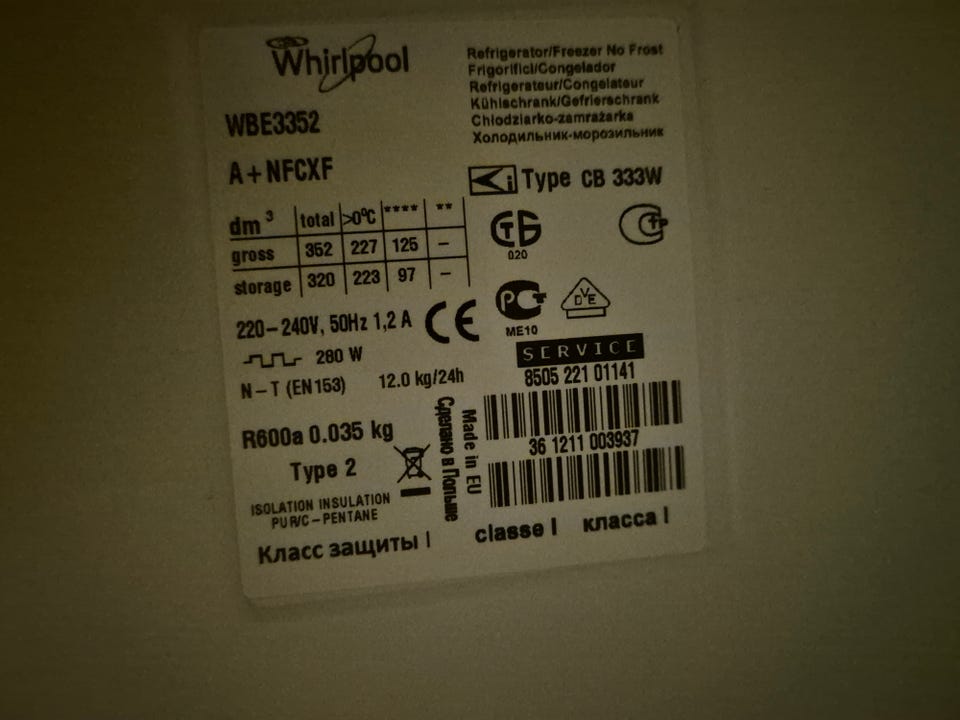 Whirlpool
Refrigerator/Freezer No Frost
Frigorifici/Congelador
Refrigerateur/Congelateur
Kühlschrank/Gefrierschrank
Chłodziarko-zamrażarka
Холодильник-морозильник
WBE3352
A+NFCXF
Type CB 333W
dm³ total >0°C **** **
gross 352 227 125 –
storage 320 223 97 –
020
220–240V, 50Hz 1,2 A
CE
PCT
ME10
DVE
280 W
SERVICE
8505 221 01141
N–T (EN153) 12.0 kg/24h
R600a 0.035 kg
Type 2
Made in EU
Сделано в Польше
36 1211 003937
ISOLATION INSULATION
PUR/C–PENTANE
Класс защиты I classe I класса I